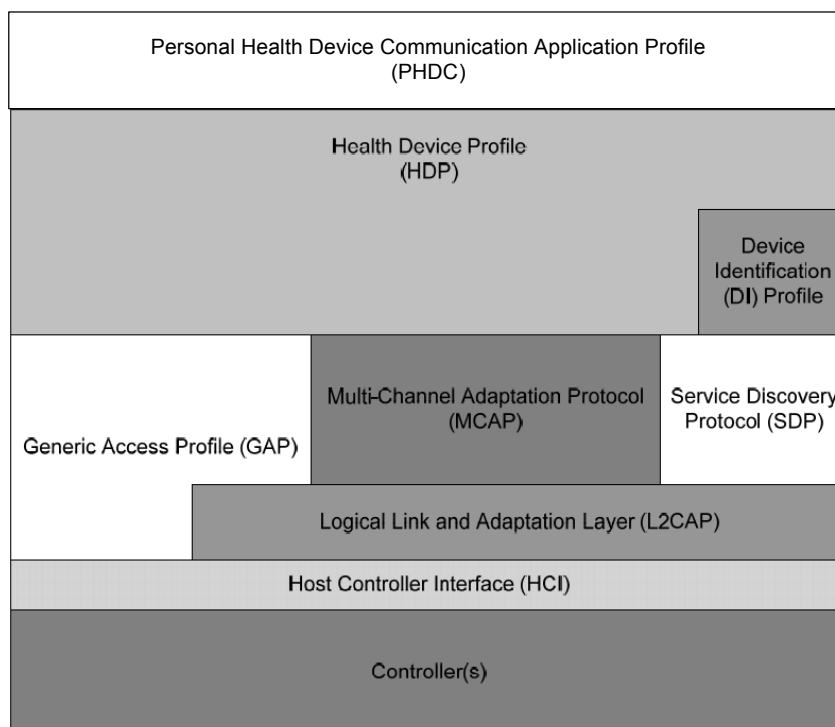 Personal Health Device Communication Application Profile
(PHDC)
Health Device Profile
(HDP)
Device
Identification
(DI) Profile
Multi-Channel Adaptation Protocol
(MCAP)
Service Discovery
Protocol (SDP)
Generic Access Profile (GAP)
Logical Link and Adaptation Layer (L2CAP)
Host Controller Interface (HCI)
Controller(s)